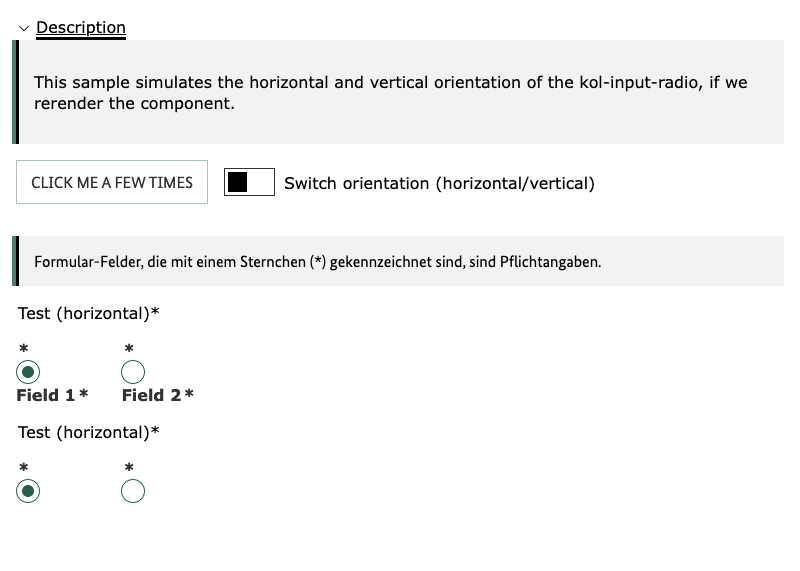 Description
This sample simulates the horizontal and vertical orientation of the kol-input-radio, if we
rerender the component.
CLICK ME A FEW TIMES Switch orientation (horizontal/vertical)
Formular-Felder, die mit einem Sternchen (*) gekennzeichnet sind, sind Pflichtangaben.
Test (horizontal)*
* *
Field 1* Field 2*
Test (horizontal)*
* *